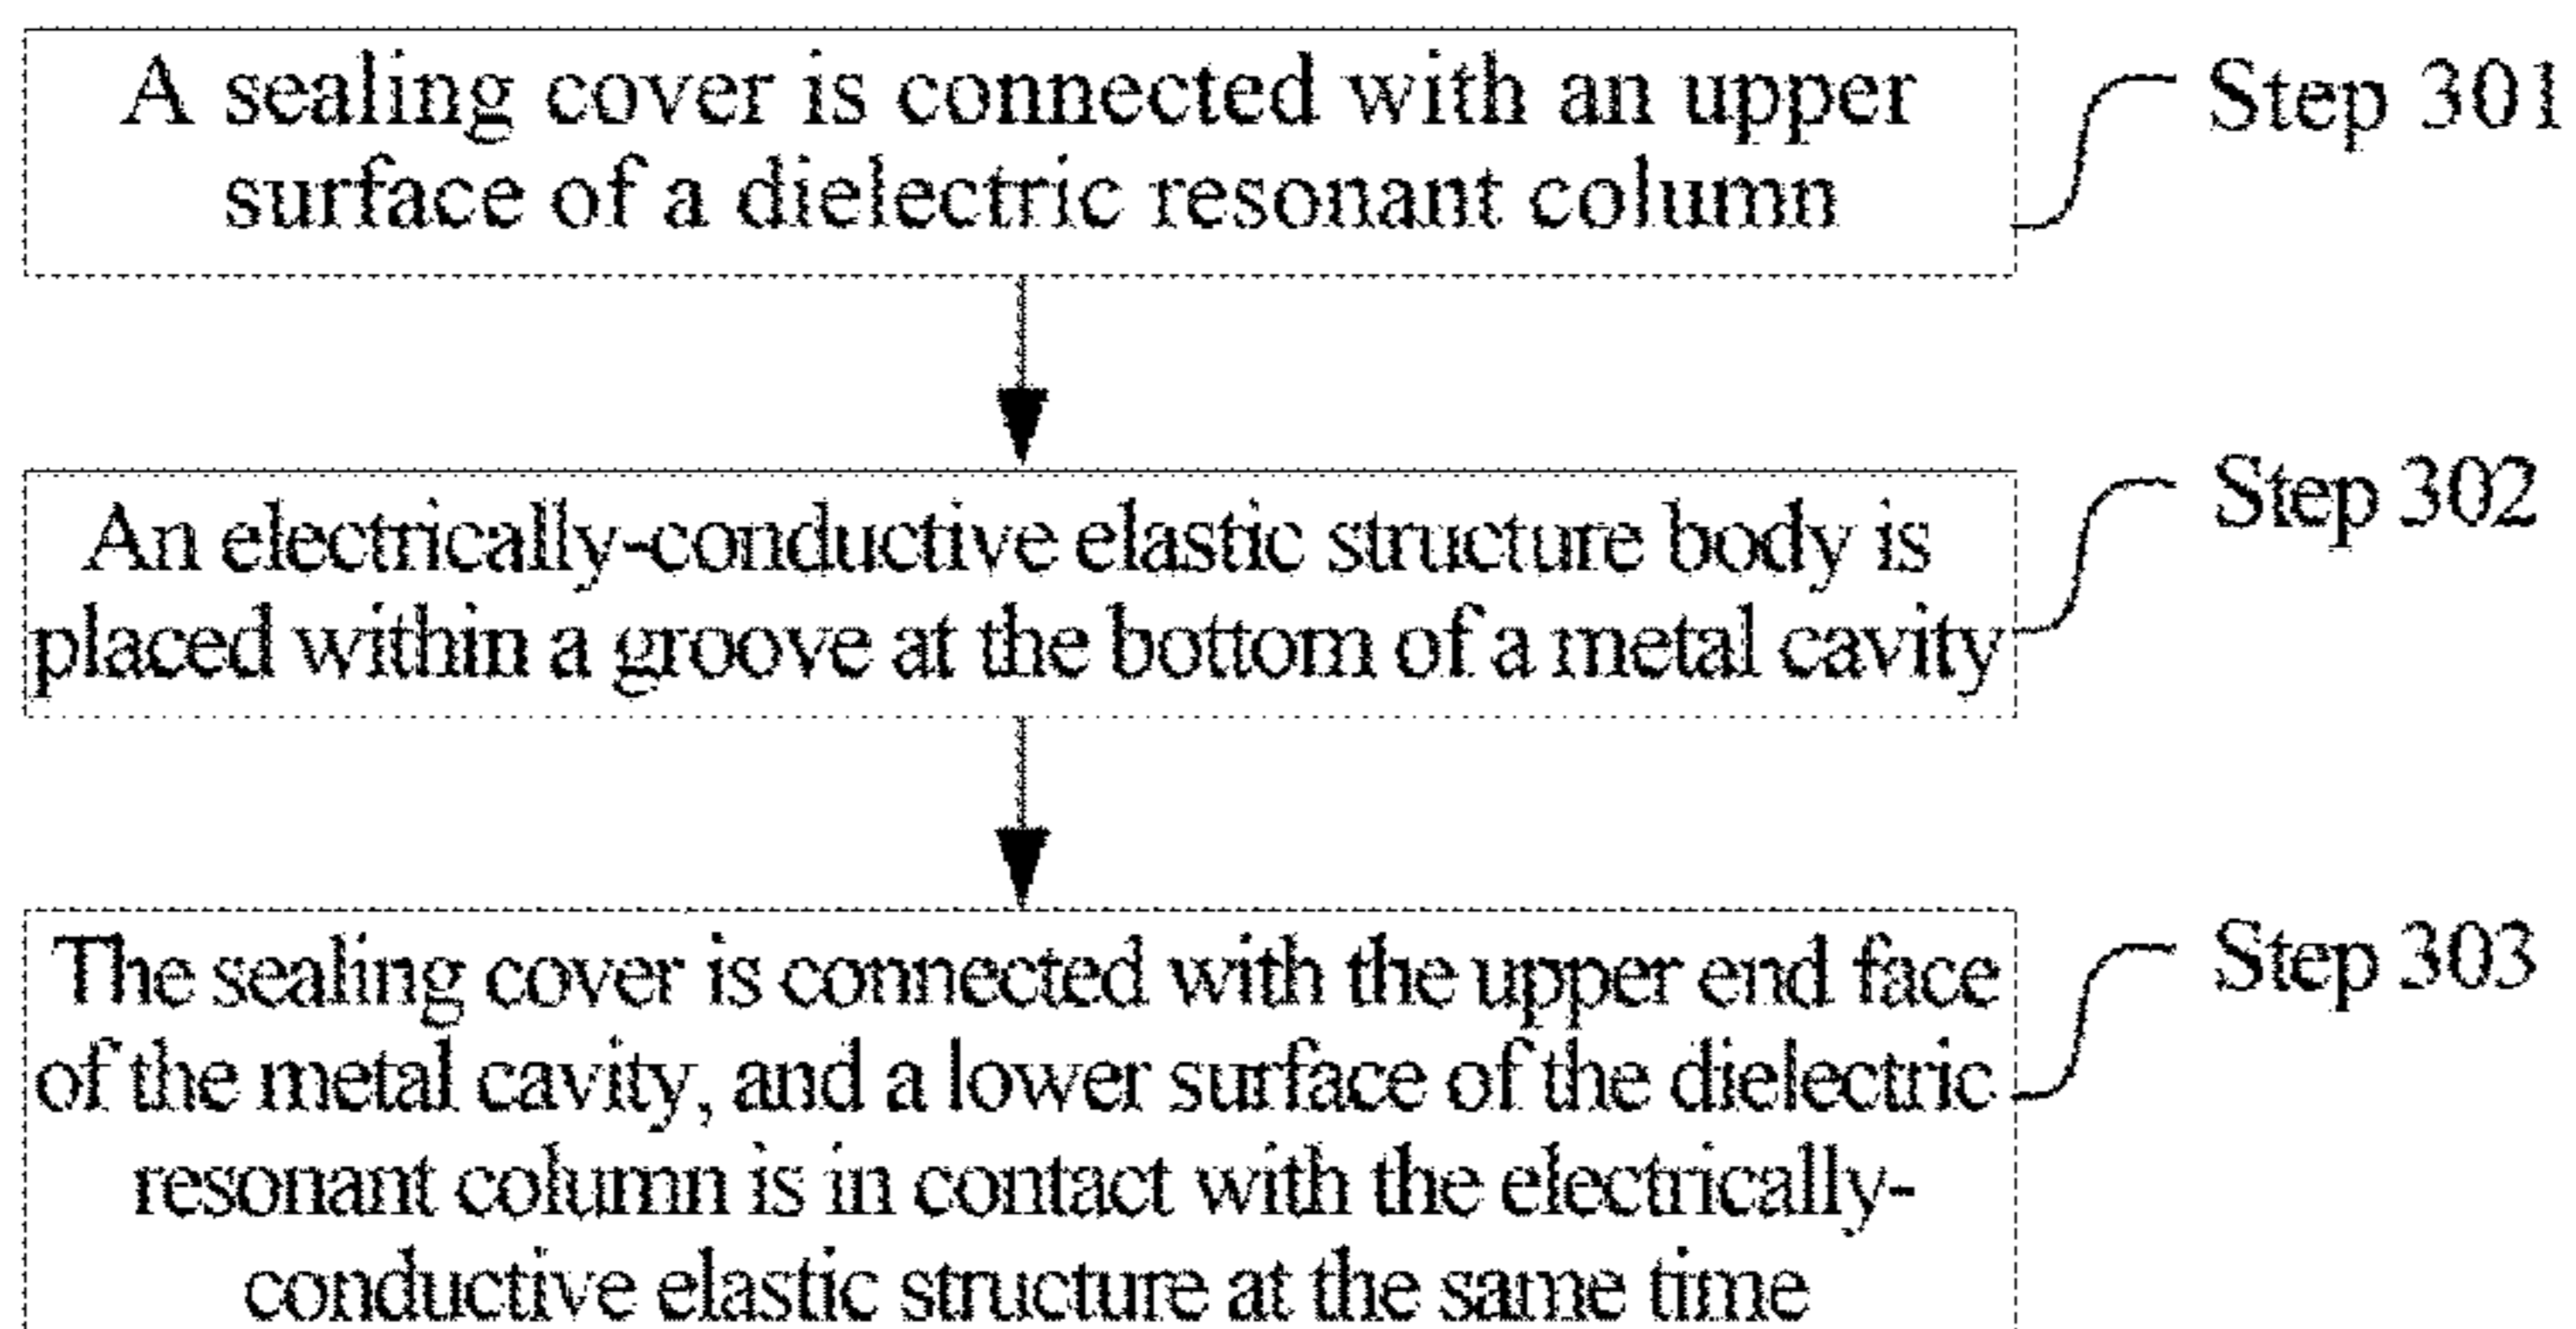 A sealing cover is connected with an upper
surface of a dielectric resonant column
Step 301
An electrically-conductive elastic structure body is
placed within a groove at the bottom of a metal cavity
Step 302
The sealing cover is connected with the upper end face
of the metal cavity, and a lower surface of the dielectric
resonant column is in contact with the electrically-
conductive elastic structure at the same time
Step 303